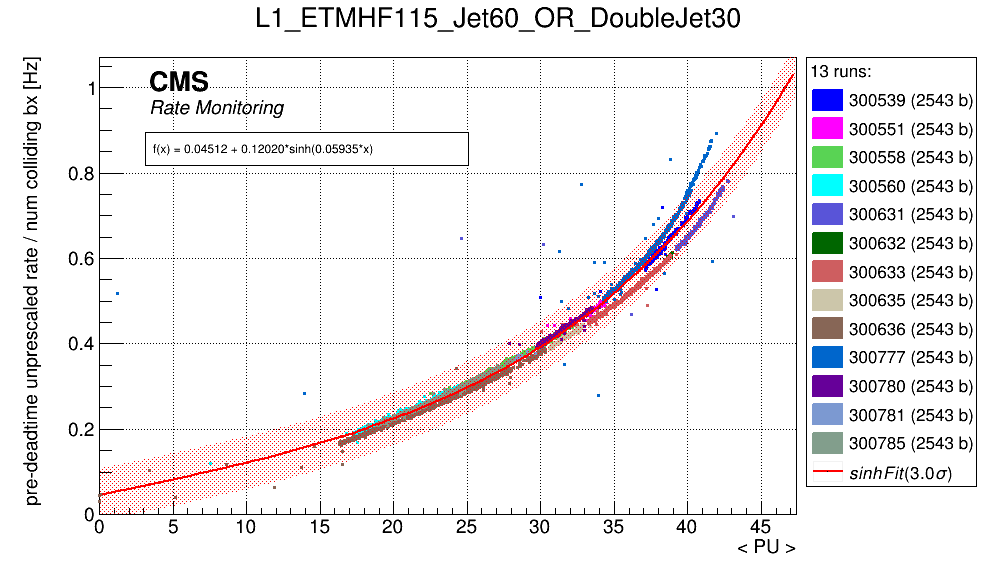 L1_ETMHF115_Jet60_OR_DoubleJet30
pre-deadtime unprescaled rate / num colliding bx [Hz]
CMS
Rate Monitoring
f(x) = 0.04512 + 0.12020*sinh(0.05935*x)
1
0.8
0.6
0.4
0.2
0
0 5 10 15 20 25 30 35 40 45
< PU >
13 runs:
300539 (2543 b)
300551 (2543 b)
300558 (2543 b)
300560 (2543 b)
300631 (2543 b)
300632 (2543 b)
300633 (2543 b)
300635 (2543 b)
300636 (2543 b)
300777 (2543 b)
300780 (2543 b)
300781 (2543 b)
300785 (2543 b)
sinhFit(3.0σ)